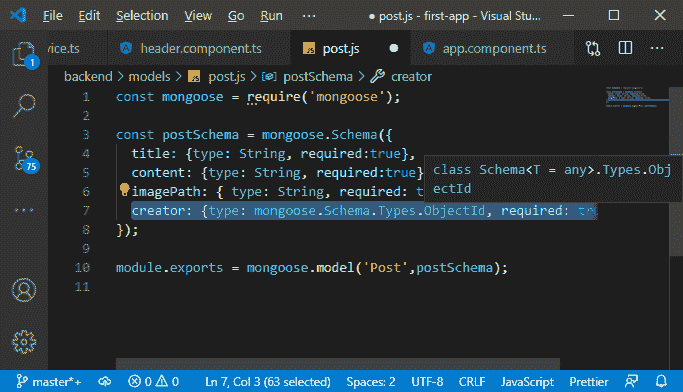 File Edit Selection View Go Run ··· ● post.js - first-app - Visual Stu...
vice.ts header.component.ts JS post.js ● app.component.ts ···
backend > models > JS post.js > postSchema > creator
1 const mongoose = require('mongoose');
2
3 const postSchema = mongoose.Schema({
4 title: {type: String, required:true},
5 content: {type: String, required:true}
6 imagePath: { type: String, required: t
class Schema<T = any>.Types.Obj
ectId
7 creator: {type: mongoose.Schema.Types.ObjectId, required: tru
8 });
9
10 module.exports = mongoose.model('Post',postSchema);
11
1
75
master*+ 0 0 Ln 7, Col 3 (63 selected) Spaces: 2 UTF-8 CRLF JavaScript Prettier